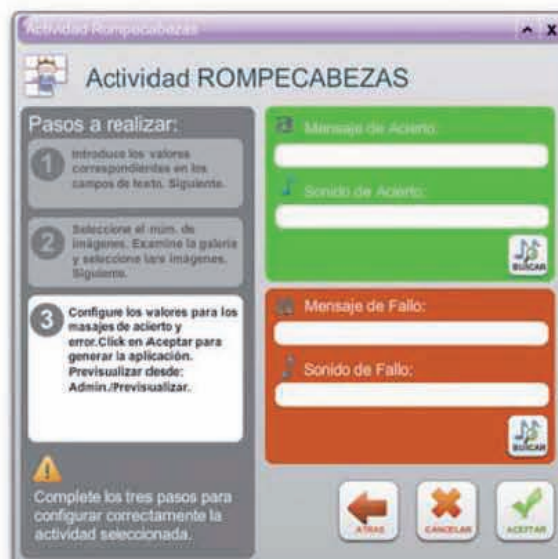 Actividad Rompecabezas
X
Actividad ROMPECABEZAS
Pasos a realizar:
1
Introduce los valores
correspondientes en los
campos de texto. Siguiente.
2
Seleccione el núm. de
imágenes. Examine la galería
y seleccione las imágenes.
Siguiente.
3
Configure los valores para los
masajes de acierto y
error.Click en Aceptar para
generar la aplicación.
Previsualizar desde:
Admin./Previsualizar.
Complete los tres pasos para
configurar correctamente la
actividad seleccionada.
a Mensaje de Acierto:
Sonido de Acierto:
BUSCAR
Mensaje de Fallo:
Sonido de Fallo:
BUSCAR
ATRAS
CANCELAR
ACEPTAR